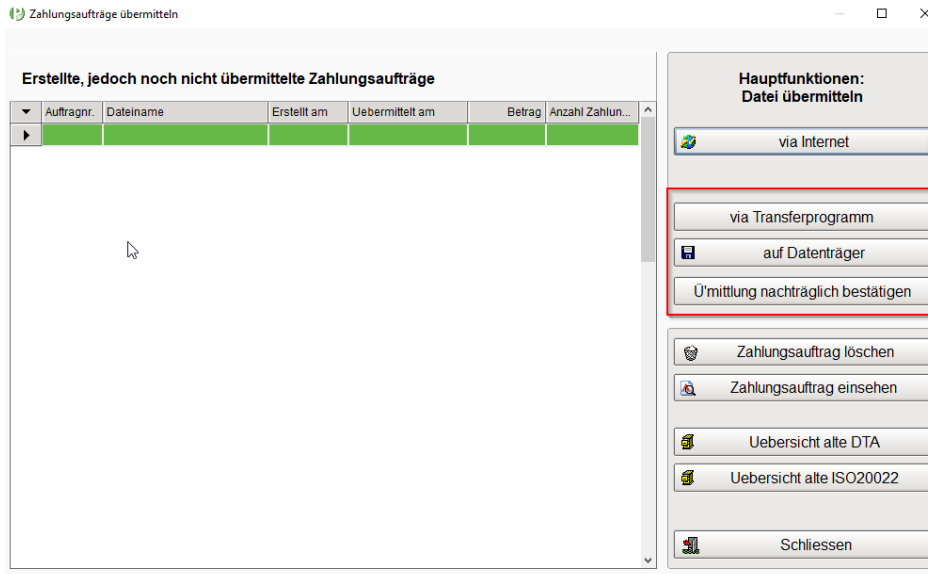 Zahlungsaufträge übermitteln
Erstellte, jedoch noch nicht übermittelte Zahlungsaufträge
Auftragnr. Dateiname Erstellt am Uebermittelt am Betrag Anzahl Zahlun...
Hauptfunktionen:
Datei übermitteln
via Internet
via Transferprogramm
auf Datenträger
Ü'mittlung nachträglich bestätigen
Zahlungsauftrag löschen
Zahlungsauftrag einsehen
Uebersicht alte DTA
Uebersicht alte ISO20022
Schliessen